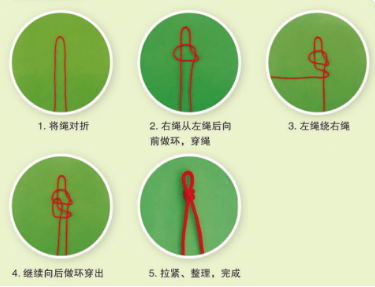 1. 将绳对折
2. 右绳从左绳后向
前做环，穿绳
3. 左绳绕右绳
4. 继续向后做环穿出
5. 拉紧、整理，完成